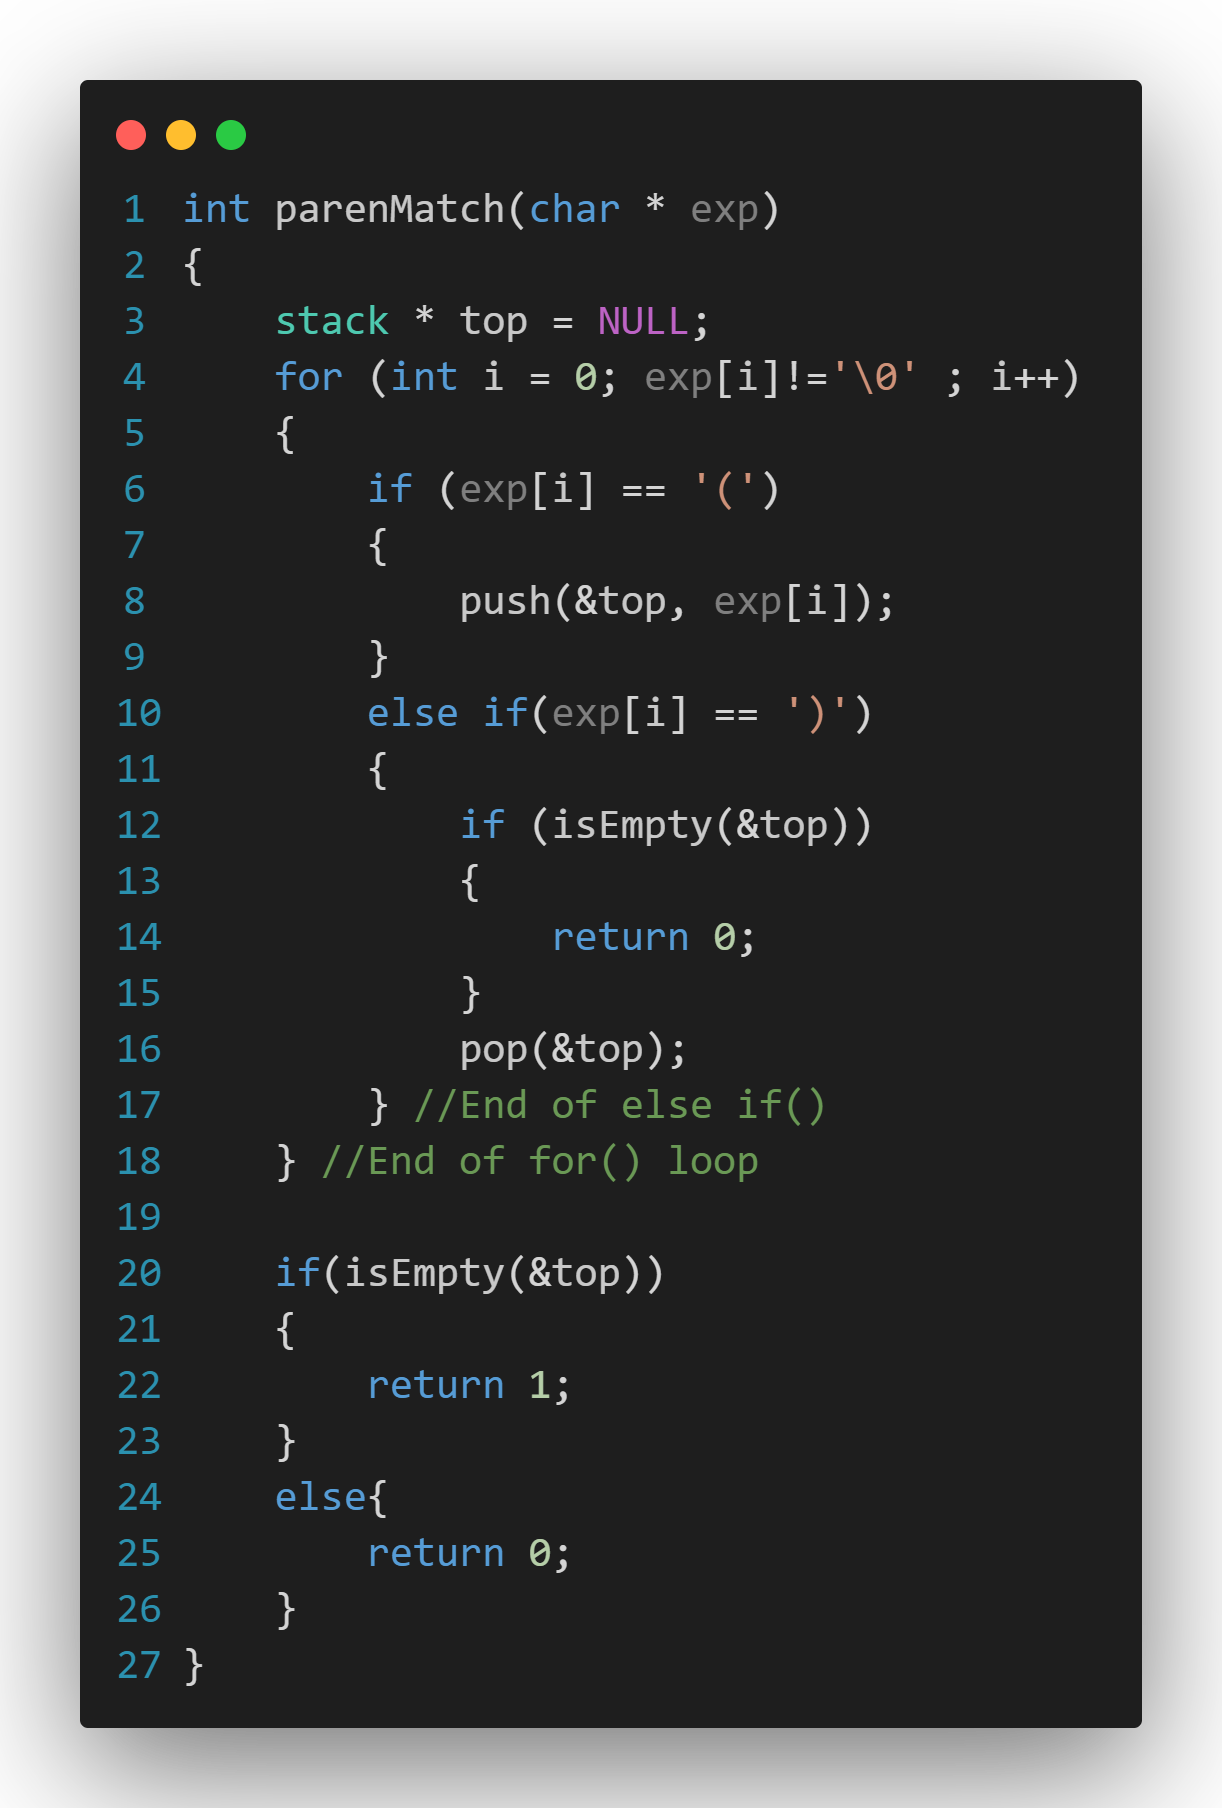 1 int parenMatch(char * exp)
2 {
3     stack * top = NULL;
4     for (int i = 0; exp[i]!='\0' ; i++)
5     {
6         if (exp[i] == '(')
7         {
8             push(&top, exp[i]);
9         }
10         else if(exp[i] == ')')
11         {
12             if (isEmpty(&top))
13             {
14                 return 0;
15             }
16             pop(&top);
17         } //End of else if()
18     } //End of for() loop
19
20     if(isEmpty(&top))
21     {
22         return 1;
23     }
24     else{
25         return 0;
26     }
27 }